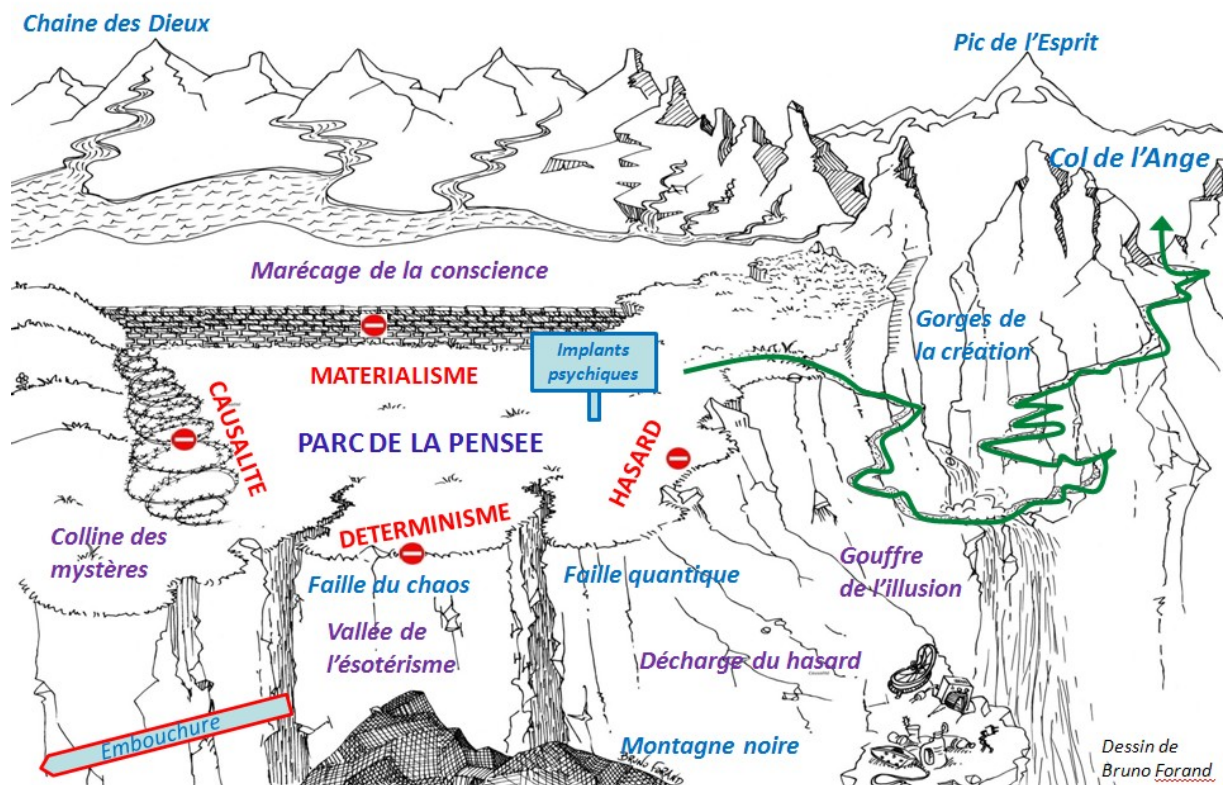 Chaine des Dieux
Pic de l'Esprit
Col de l'Ange
Marécage de la conscience
Gorges de
la création
Implants
psychiques
MATERIALISME
CAUSALITE
PARC DE LA PENSEE
HASARD
DETERMINISME
Colline des
mystères
Faille du chaos
Faille quantique
Gouffre
de l'illusion
Vallée de
l'ésotérisme
Décharge du hasard
Embouchure
Montagne noire
BRUNO FORAND
Dessin de
Bruno Forand